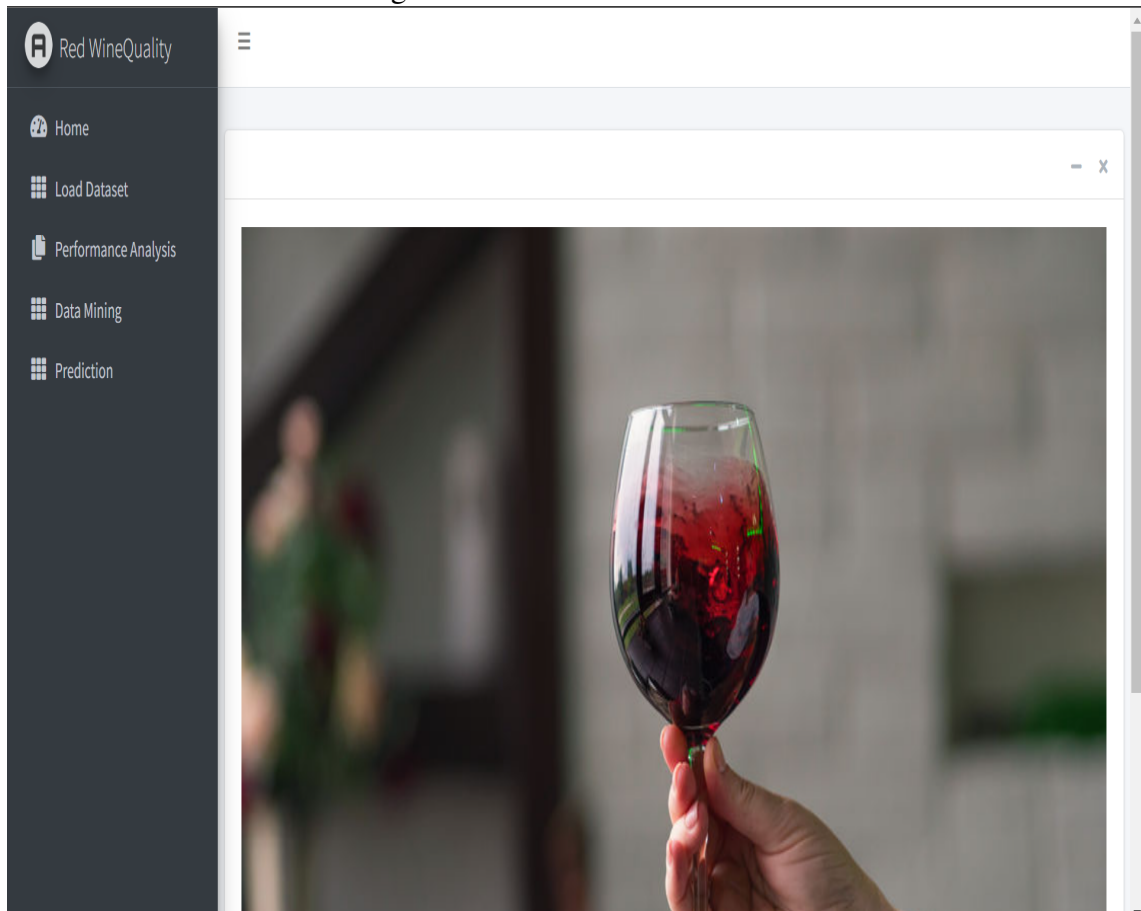 Red WineQuality
Home
Load Dataset
Performance Analysis
Data Mining
Prediction